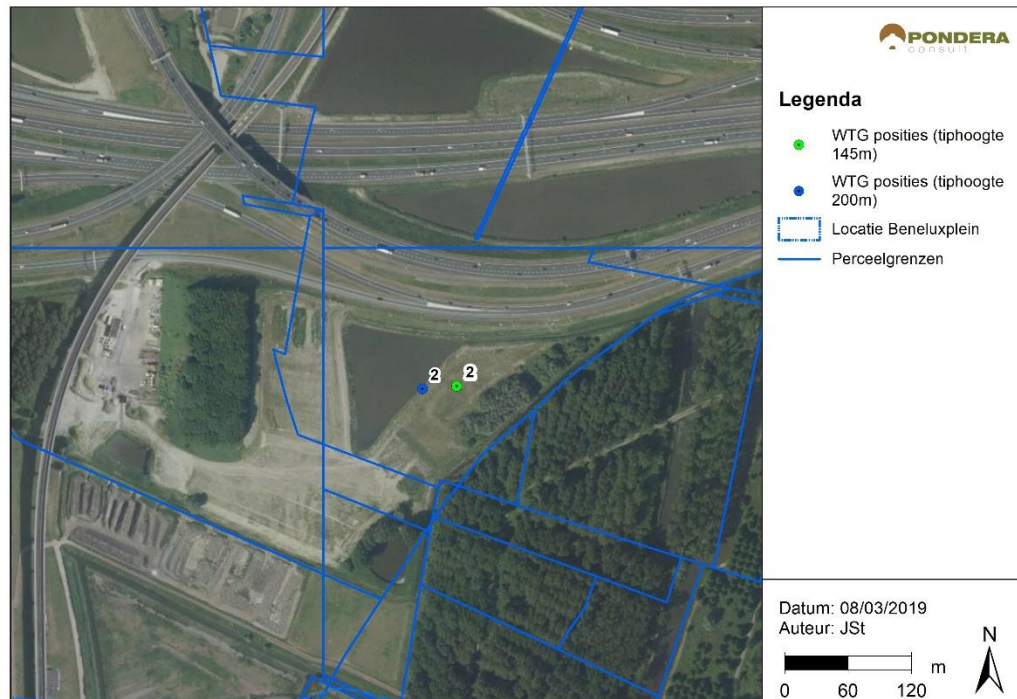 PONDERA
consult
Legenda
WTG posities (tiphoogte
145m)
WTG posities (tiphoogte
200m)
Locatie Beneluxplein
Perceelgrenzen
2 2
Datum: 08/03/2019
Auteur: JSt
N
m
0 60 120